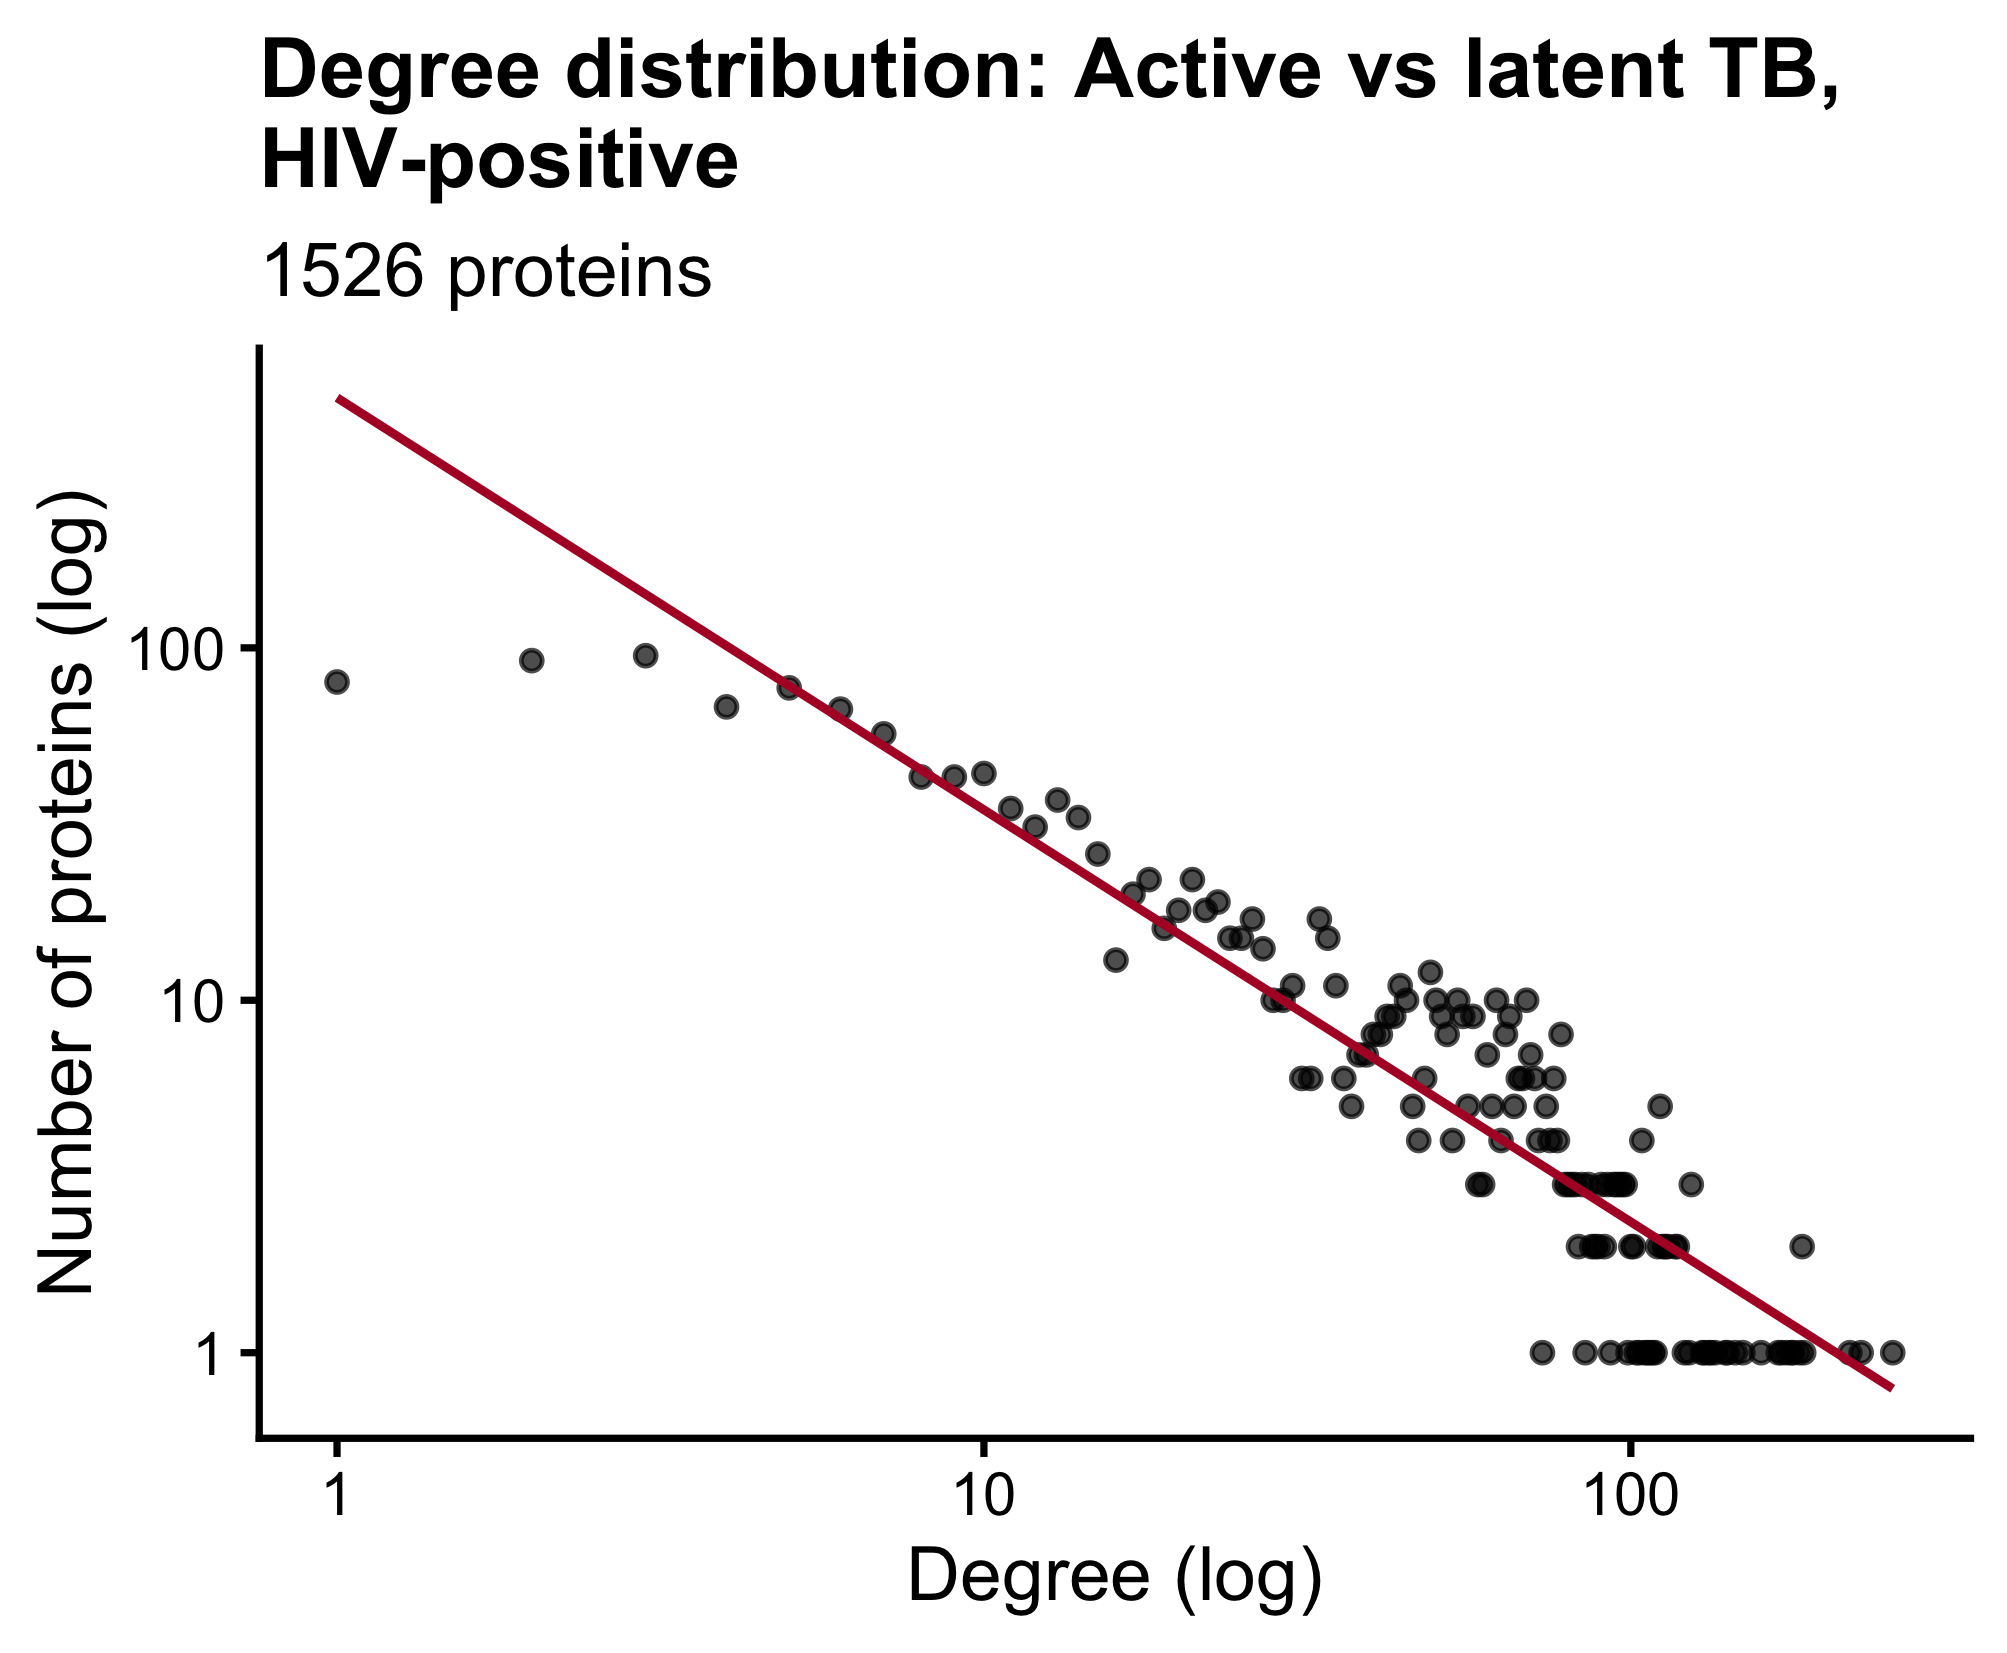 Degree distribution: Active vs latent TB,
HIV-positive
1526 proteins
Number of proteins (log)
100
10
1
1
10
100
Degree (log)